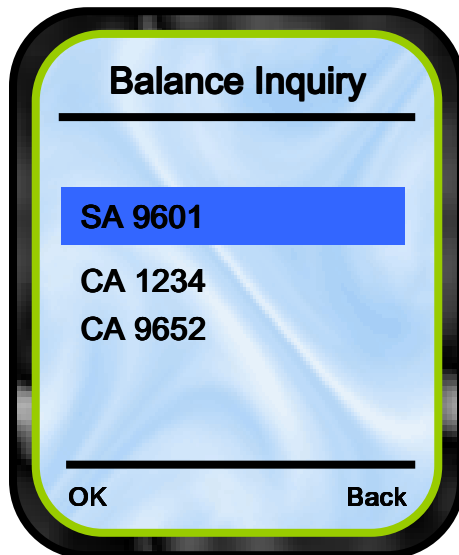 Balance Inquiry
SA 9601
CA 1234
CA 9652
OK Back